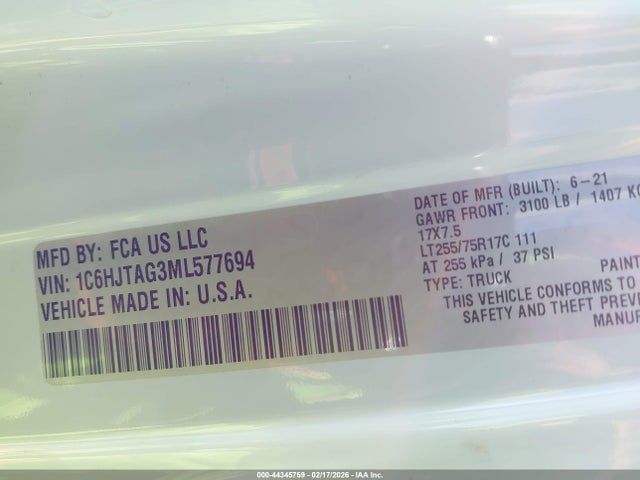 MFD BY: FCA US LLC
VIN: 1C6HJTAG3ML577694
VEHICLE MADE IN: U.S.A.
DATE OF MFR (BUILT): 6-21
GAWR FRONT: 3100 LB / 1407 KG
17X7.5
LT255/75R17C 111
AT 255 kPa / 37 PSI
TYPE: TRUCK
PAINT
THIS VEHICLE CONFORMS TO
SAFETY AND THEFT PREVE
MANUF
000-44345759 - 02/17/2026 - IAA Inc.